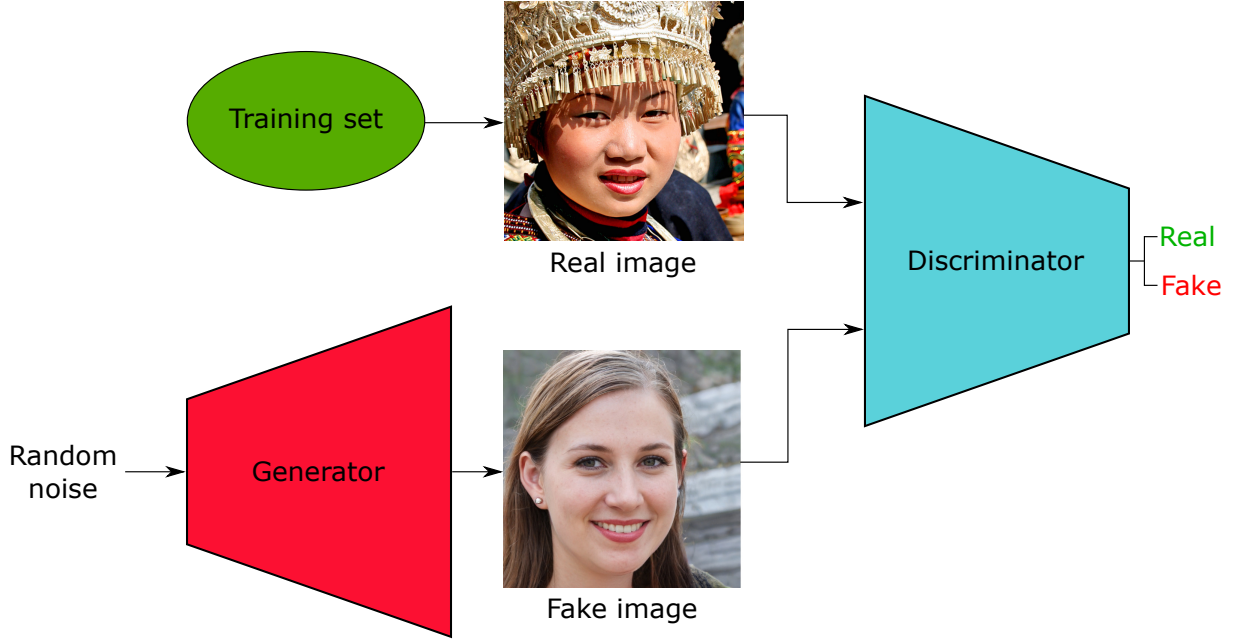 Training set
Real image
Discriminator
Real
Fake
Random
noise
Generator
Fake image